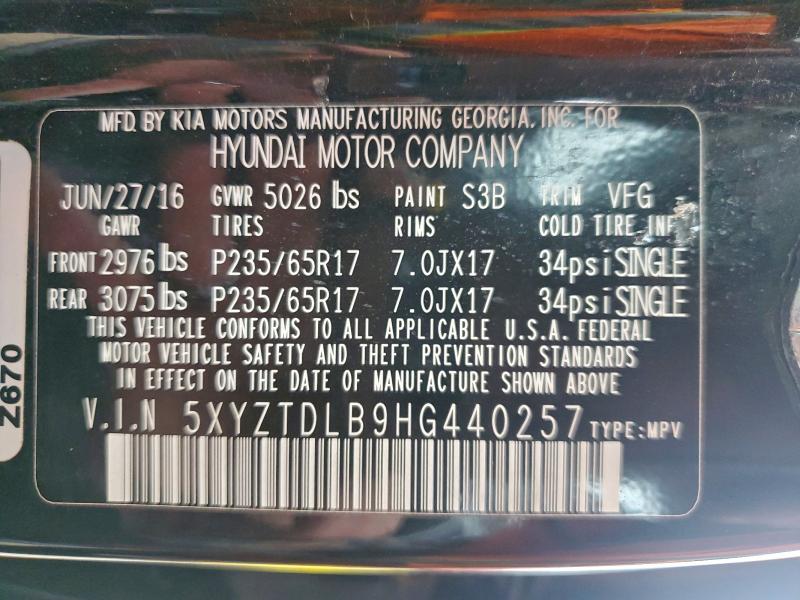 MFD. BY KIA MOTORS MANUFACTURING GEORGIA, INC. FOR
HYUNDAI MOTOR COMPANY
JUN/27/16 GVWR 5026 lbs PAINT S3B TRIM VFG
GAWR TIRES RIMS COLD TIRE INF
FRONT 2976 lbs P235/65R17 7.0JX17 34psi SINGLE
REAR 3075 lbs P235/65R17 7.0JX17 34psi SINGLE
THIS VEHICLE CONFORMS TO ALL APPLICABLE U.S.A. FEDERAL
MOTOR VEHICLE SAFETY AND THEFT PREVENTION STANDARDS
IN EFFECT ON THE DATE OF MANUFACTURE SHOWN ABOVE
V.I.N 5XYZTDLB9HG440257 TYPE:MPV
Z670